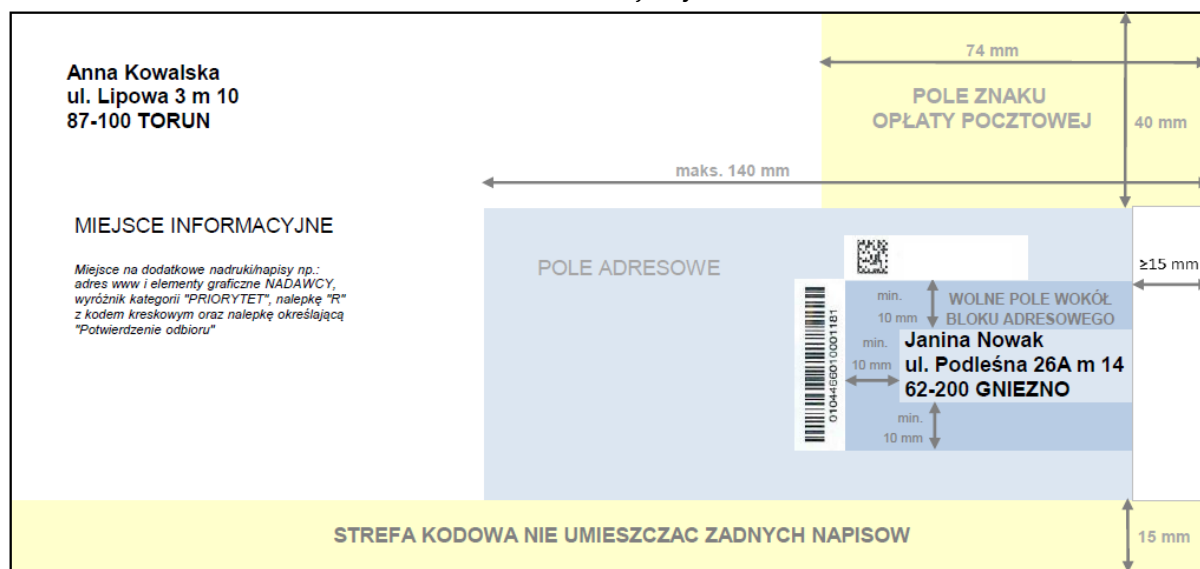 Anna Kowalska
ul. Lipowa 3 m 10
87-100 TORUN
74 mm
POLE ZNAKU
OPŁATY POCZTOWEJ
40 mm
maks. 140 mm
MIEJSCE INFORMACYJNE
Miejsce na dodatkowe nadruki/napisy np.:
adres www i elementy graficzne NADAWCY,
wyróżnik kategorii "PRIORYTET", nalepkę "R"
z kodem kreskowym oraz nalepkę określającą
"Potwierdzenie odbioru"
POLE ADRESOWE
≥15 mm
min.
10 mm
WOLNE POLE WOKÓŁ
BLOKU ADRESOWEGO
0104466010001181
min.
10 mm
Janina Nowak
ul. Podleśna 26A m 14
62-200 GNIEZNO
min.
10 mm
STREFA KODOWA NIE UMIESZCZAC ZADNYCH NAPISOW
15 mm